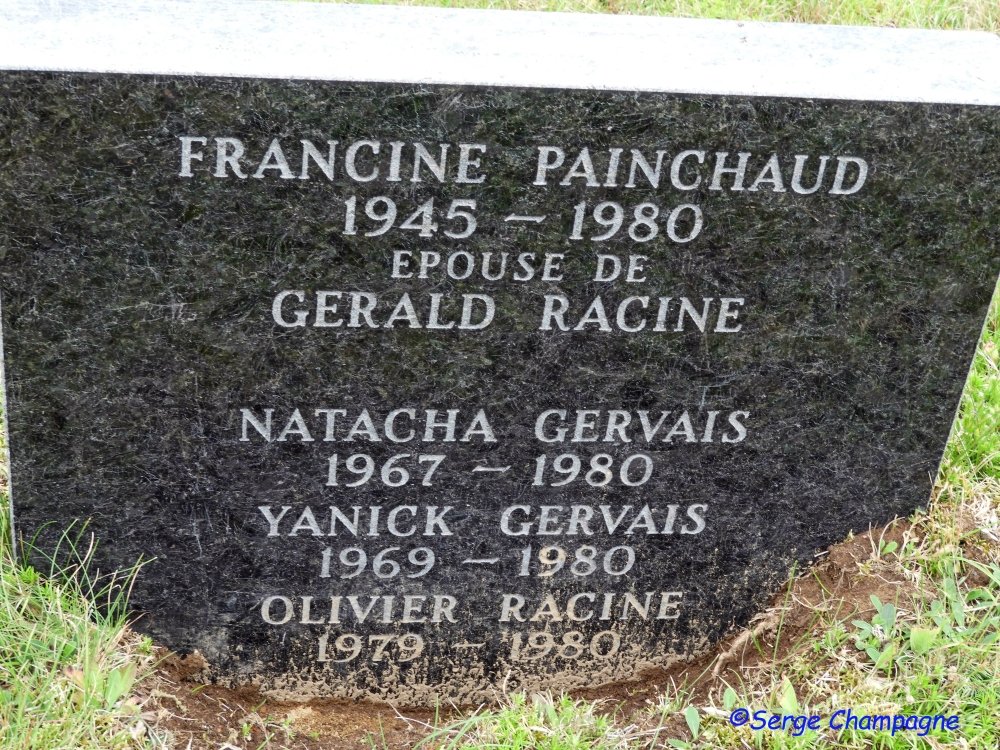 FRANCINE PAINCHAUD
1945 – 1980
EPOUSE DE
GERALD RACINE
NATACHA GERVAIS
1967 – 1980
YANICK GERVAIS
1969 – 1980
OLIVIER RACINE
1979 – 1980
©Serge Champagne